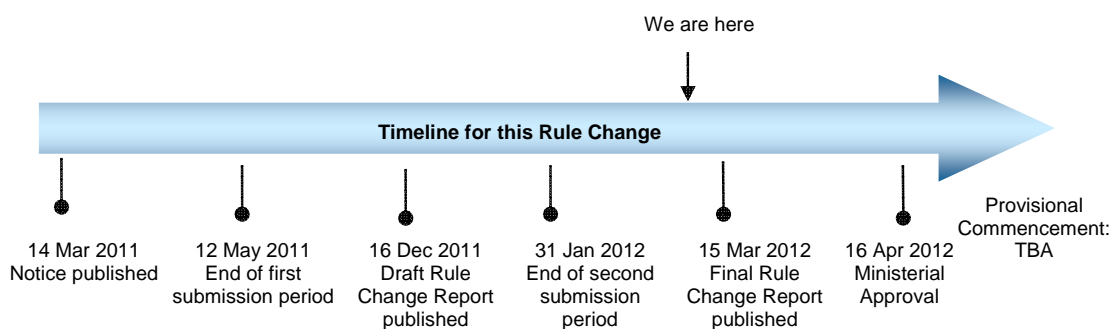 We are here
Timeline for this Rule Change
14 Mar 2011
Notice published
12 May 2011
End of first
submission period
16 Dec 2011
Draft Rule
Change Report
published
31 Jan 2012
End of second
submission
period
15 Mar 2012
Final Rule
Change Report
published
16 Apr 2012
Ministerial
Approval
Provisional
Commencement:
TBA